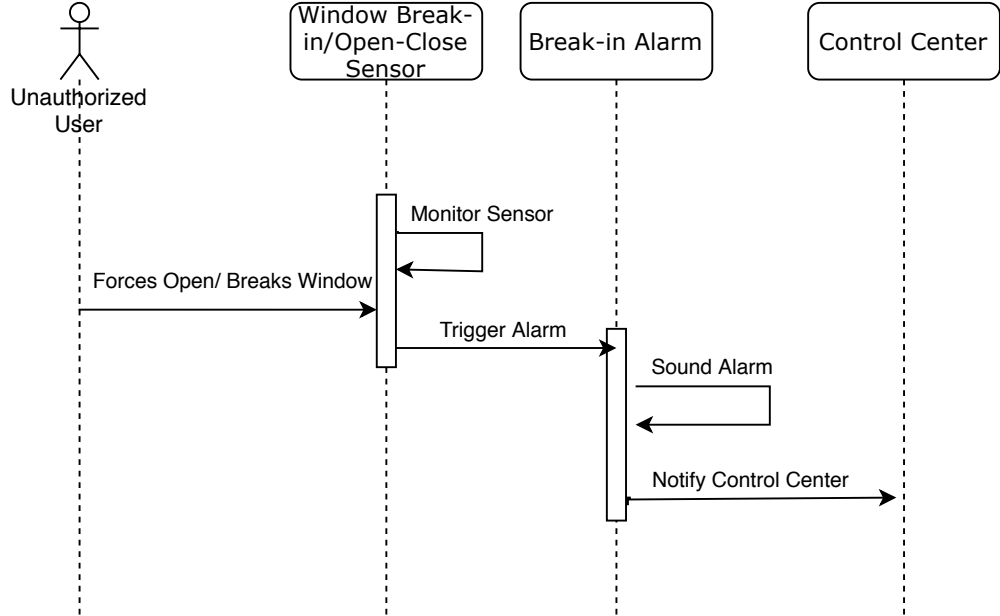 Unauthorized
User
Window Break-
in/Open-Close
Sensor
Break-in Alarm
Control Center
Monitor Sensor
Forces Open/ Breaks Window
Trigger Alarm
Sound Alarm
Notify Control Center